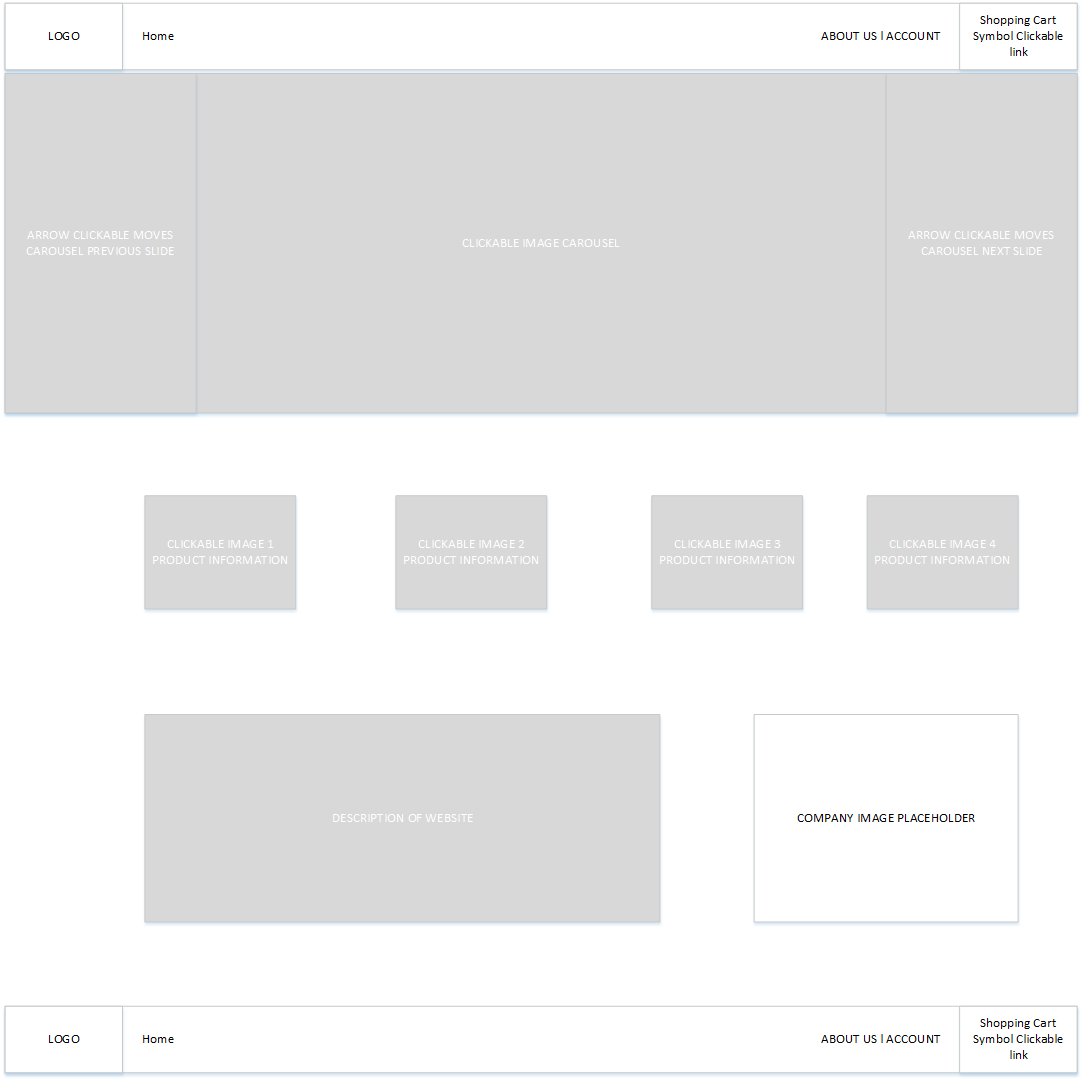 LOGO
Home
ABOUT US l ACCOUNT
Shopping Cart
Symbol Clickable
link
ARROW CLICKABLE MOVES
CAROUSEL PREVIOUS SLIDE
CLICKABLE IMAGE CAROUSEL
ARROW CLICKABLE MOVES
CAROUSEL NEXT SLIDE
CLICKABLE IMAGE 1
PRODUCT INFORMATION
CLICKABLE IMAGE 2
PRODUCT INFORMATION
CLICKABLE IMAGE 3
PRODUCT INFORMATION
CLICKABLE IMAGE 4
PRODUCT INFORMATION
DESCRIPTION OF WEBSITE
COMPANY IMAGE PLACEHOLDER
LOGO
Home
ABOUT US l ACCOUNT
Shopping Cart
Symbol Clickable
link